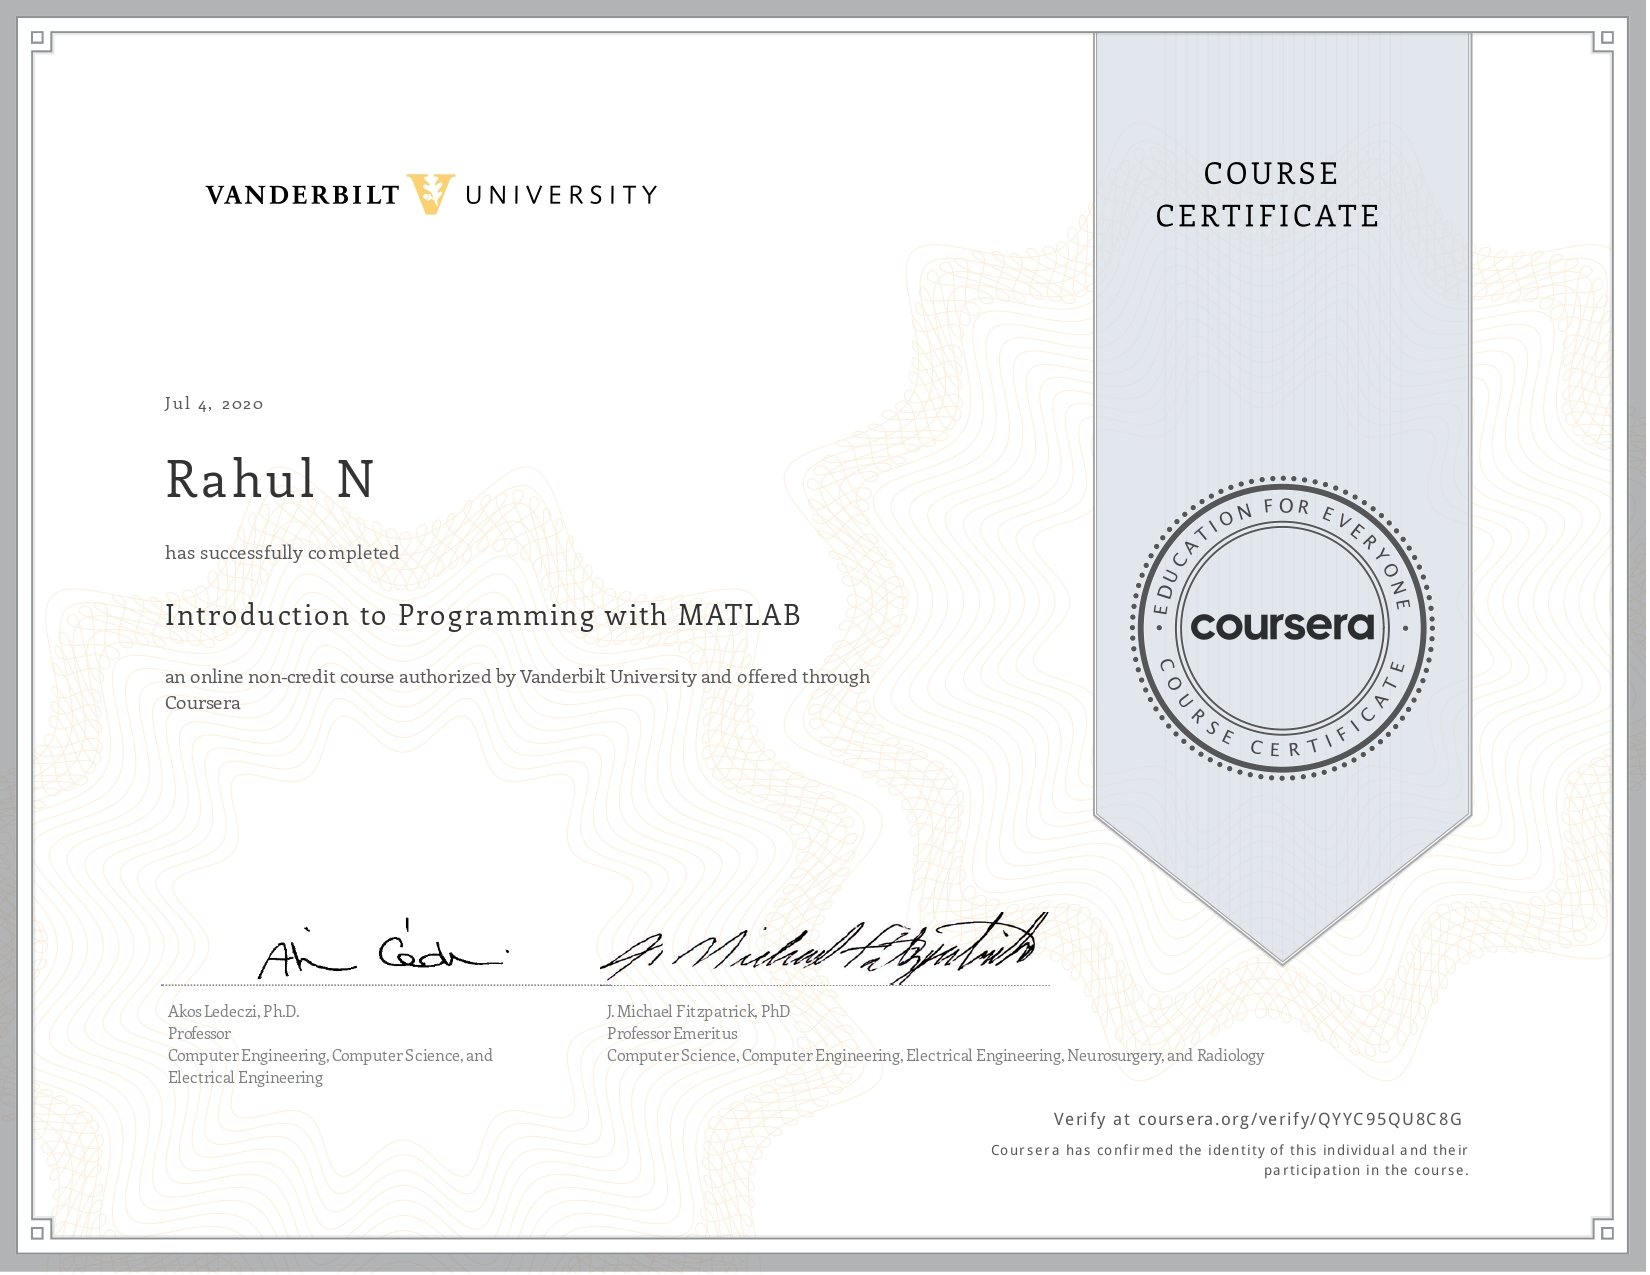 VANDERBILT V UNIVERSITY
COURSE
CERTIFICATE
Jul 4, 2020
Rahul N
has successfully completed
Introduction to Programming with MATLAB
an online non-credit course authorized by Vanderbilt University and offered through
Coursera
EDUCATION FOR EVERYONE
coursera
COURSE CERTIFICATE
J. Michael Fitzpatrick
Akos Ledeczi, Ph.D.
Professor
Computer Engineering, Computer Science, and
Electrical Engineering
J. Michael Fitzpatrick, PhD
Professor Emeritus
Computer Science, Computer Engineering, Electrical Engineering, Neurosurgery, and Radiology
Verify at coursera.org/verify/QYYC95QU8C8G
Coursera has confirmed the identity of this individual and their
participation in the course.